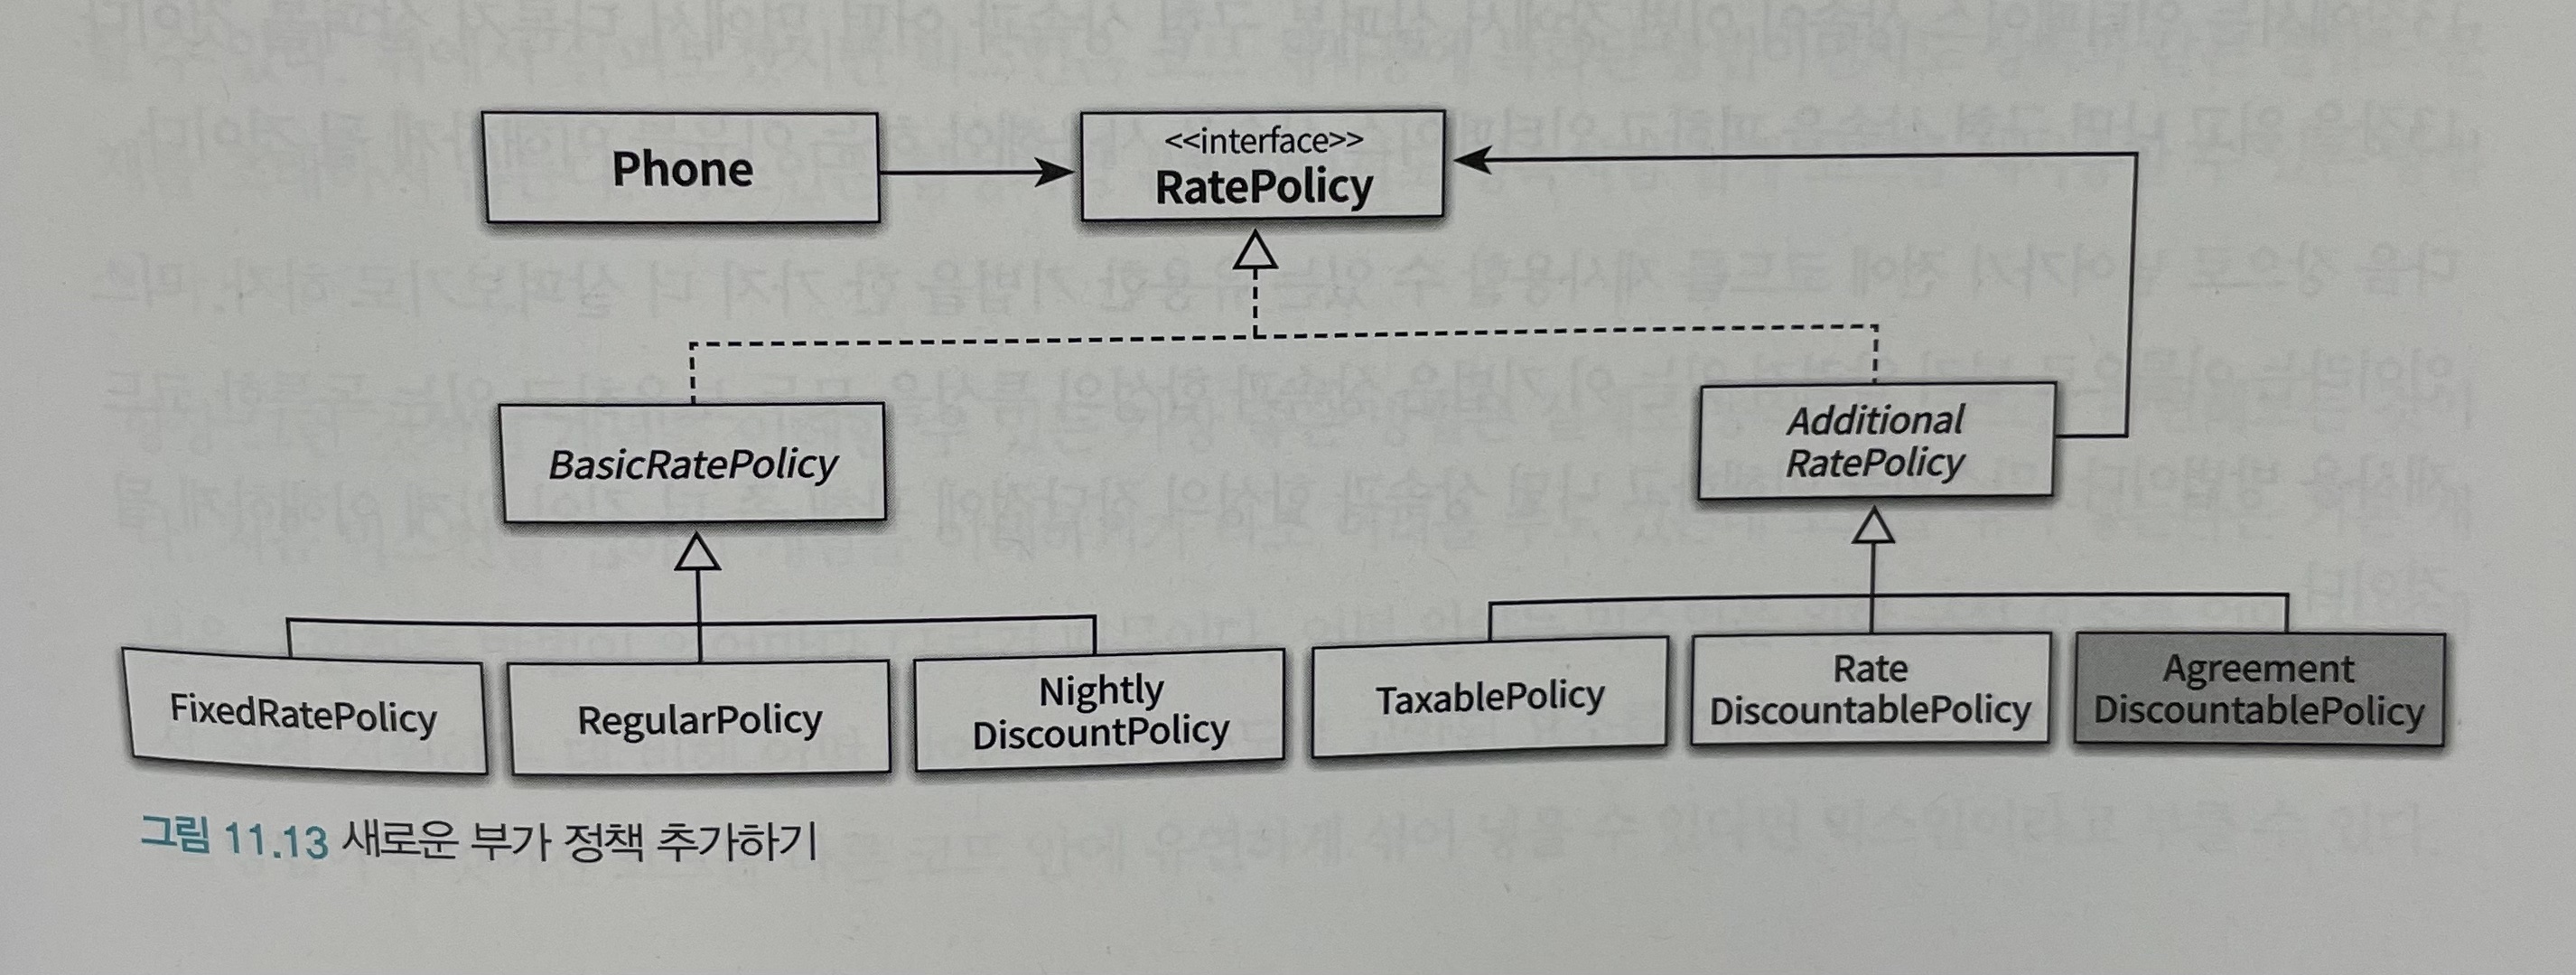 Phone
<<interface>>
RatePolicy
BasicRatePolicy
Additional
RatePolicy
FixedRatePolicy
RegularPolicy
Nightly
DiscountPolicy
TaxablePolicy
Rate
DiscountablePolicy
Agreement
DiscountablePolicy
그림 11.13 새로운 부가 정책 추가하기